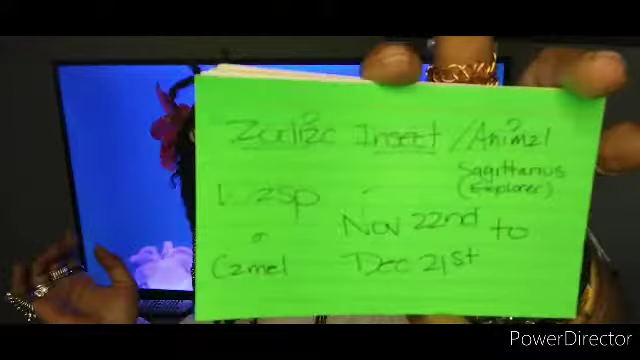 Zodiac Insect / Animal
Sagittarius
(Explorer)
Wasp -
Nov 22nd to
or
Camel
Dec 21st
PowerDirector